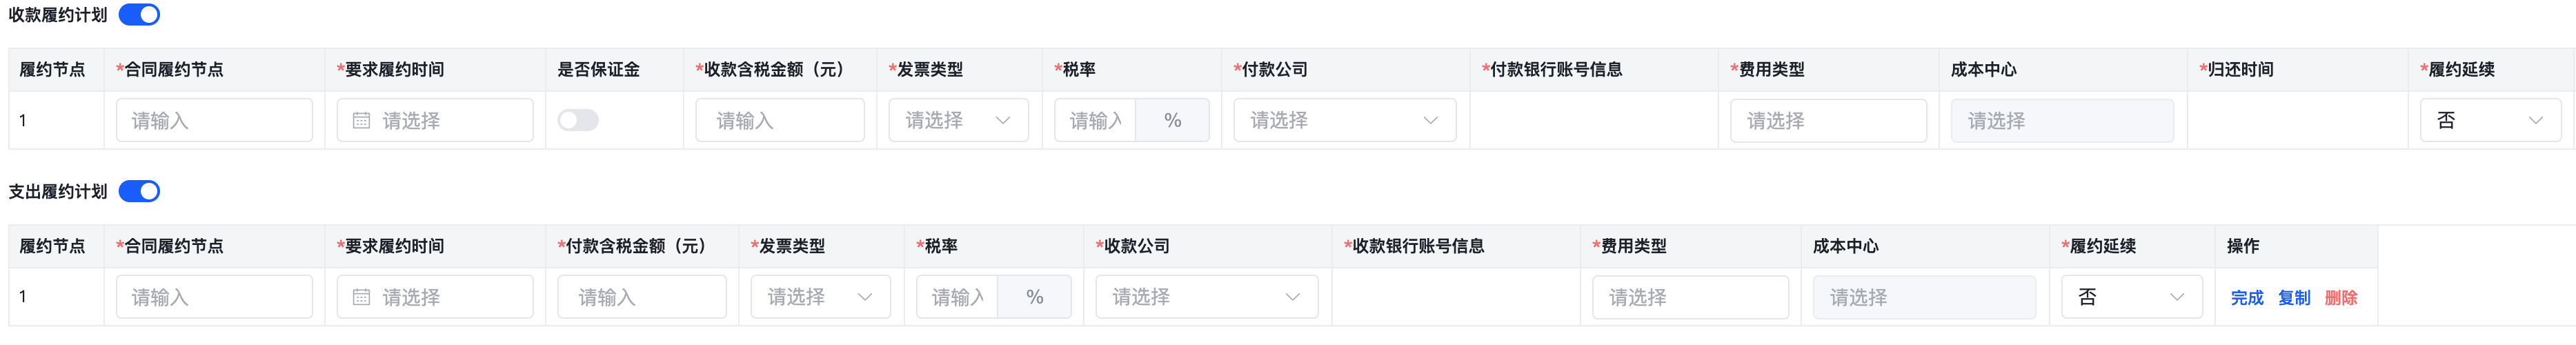 收款履约计划
履约节点 *合同履约节点 *要求履约时间 是否保证金 *收款含税金额（元） *发票类型 *税率 *付款公司 *付款银行账号信息 *费用类型 成本中心 *归还时间 *履约延续
1 请输入 请选择 请输入 请选择 请输入 % 请选择 请选择 请选择 否
支出履约计划
履约节点 *合同履约节点 *要求履约时间 *付款含税金额（元） *发票类型 *税率 *收款公司 *收款银行账号信息 *费用类型 成本中心 *履约延续 操作
1 请输入 请选择 请输入 请选择 请输入 % 请选择 请选择 请选择 否 完成 复制 删除